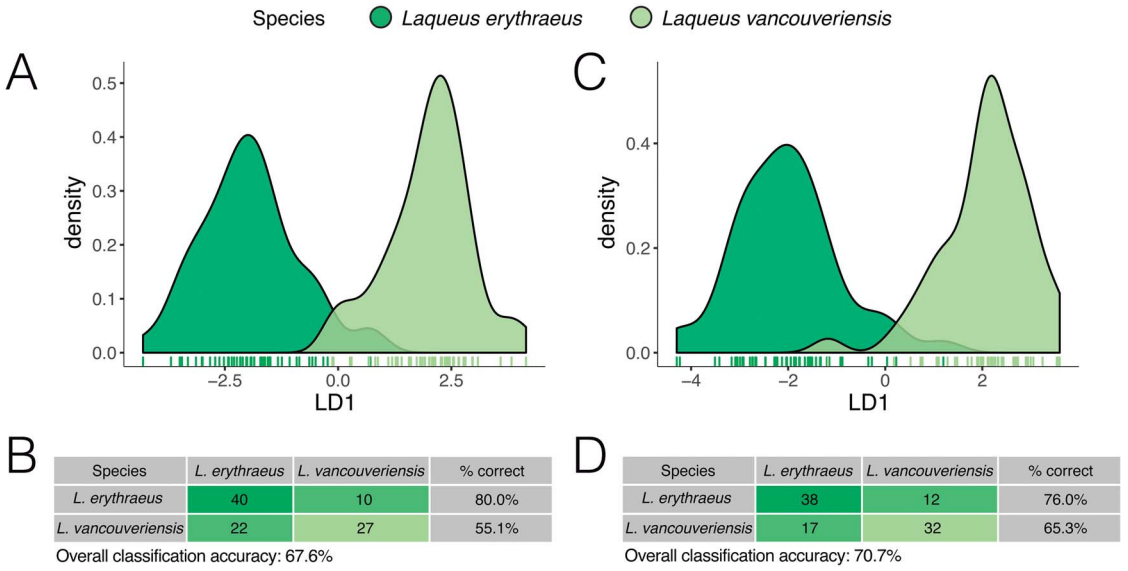 Species Laqueus erythraeus Laqueus vancouveriensis
A
0.5
0.4
0.3
0.2
0.1
0.0
density
−2.5 0.0 2.5
LD1
C
0.4
0.2
0.0
density
−4 −2 0 2
LD1
B
Species L. erythraeus L. vancouveriensis % correct
L. erythraeus 40 10 80.0%
L. vancouveriensis 22 27 55.1%
Overall classification accuracy: 67.6%
D
Species L. erythraeus L. vancouveriensis % correct
L. erythraeus 38 12 76.0%
L. vancouveriensis 17 32 65.3%
Overall classification accuracy: 70.7%